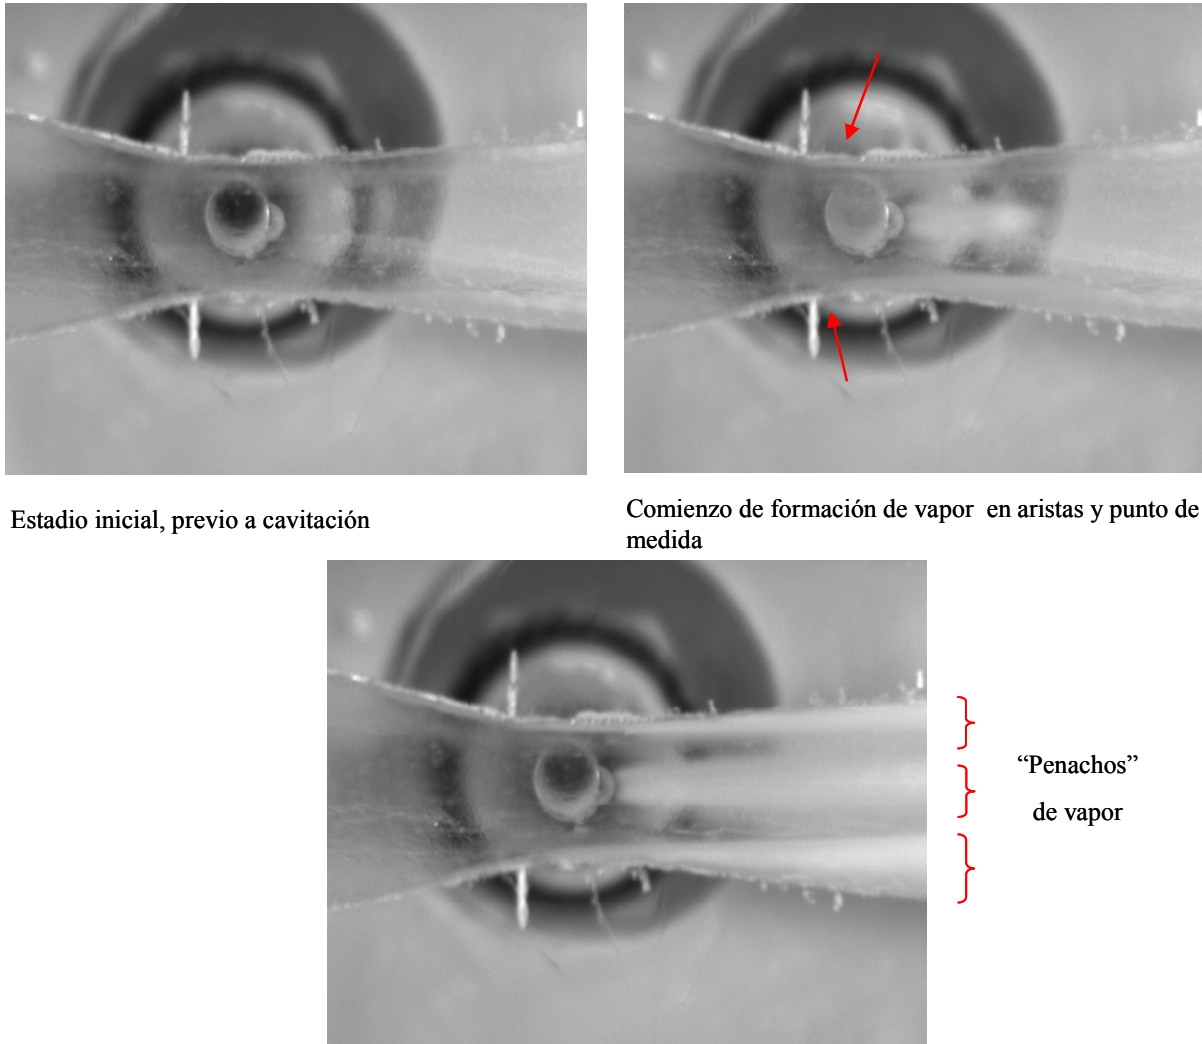 Estadio inicial, previo a cavitación
Comienzo de formación de vapor en aristas y punto de
medida
“Penachos”
de vapor